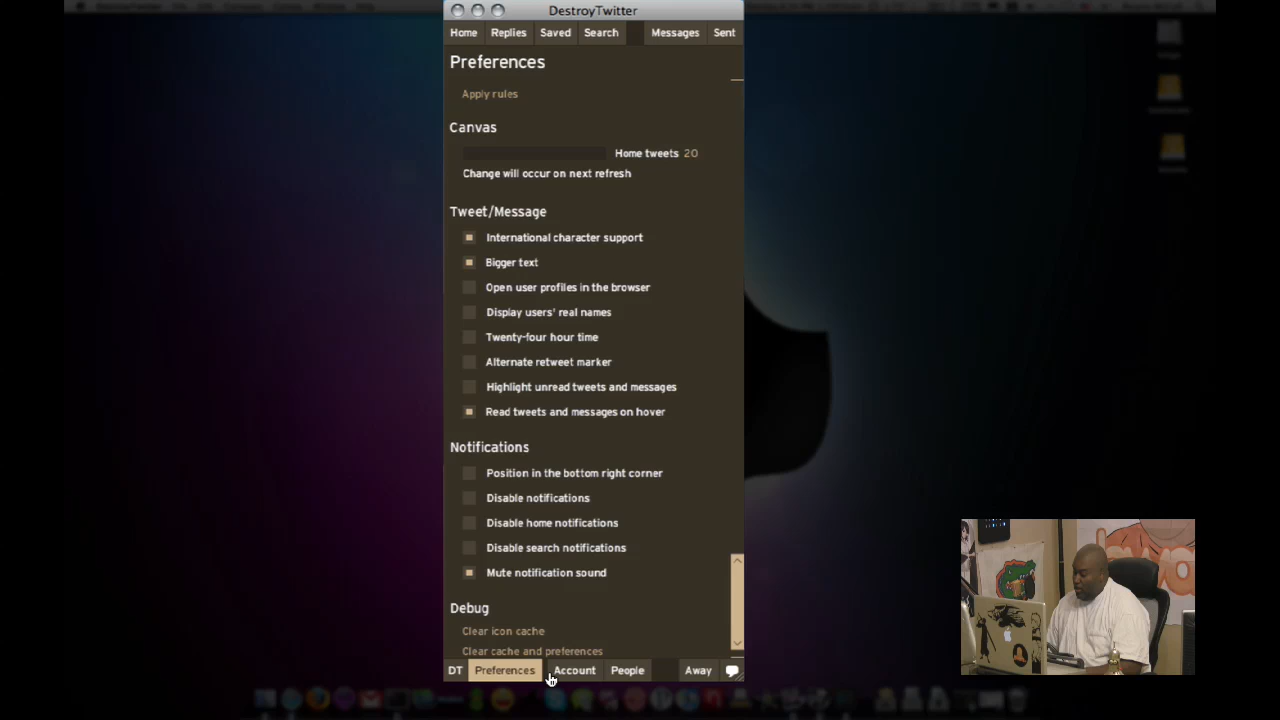 DestroyTwitter
Home Replies Saved Search Messages Sent
Preferences
Apply rules
Canvas
Home tweets 20
Change will occur on next refresh
Tweet/Message
International character support
Bigger text
Open user profiles in the browser
Display users' real names
Twenty-four hour time
Alternate retweet marker
Highlight unread tweets and messages
Read tweets and messages on hover
Notifications
Position in the bottom right corner
Disable notifications
Disable home notifications
Disable search notifications
Mute notification sound
Debug
Clear icon cache
Clear cache and preferences
DT Preferences Account People Away